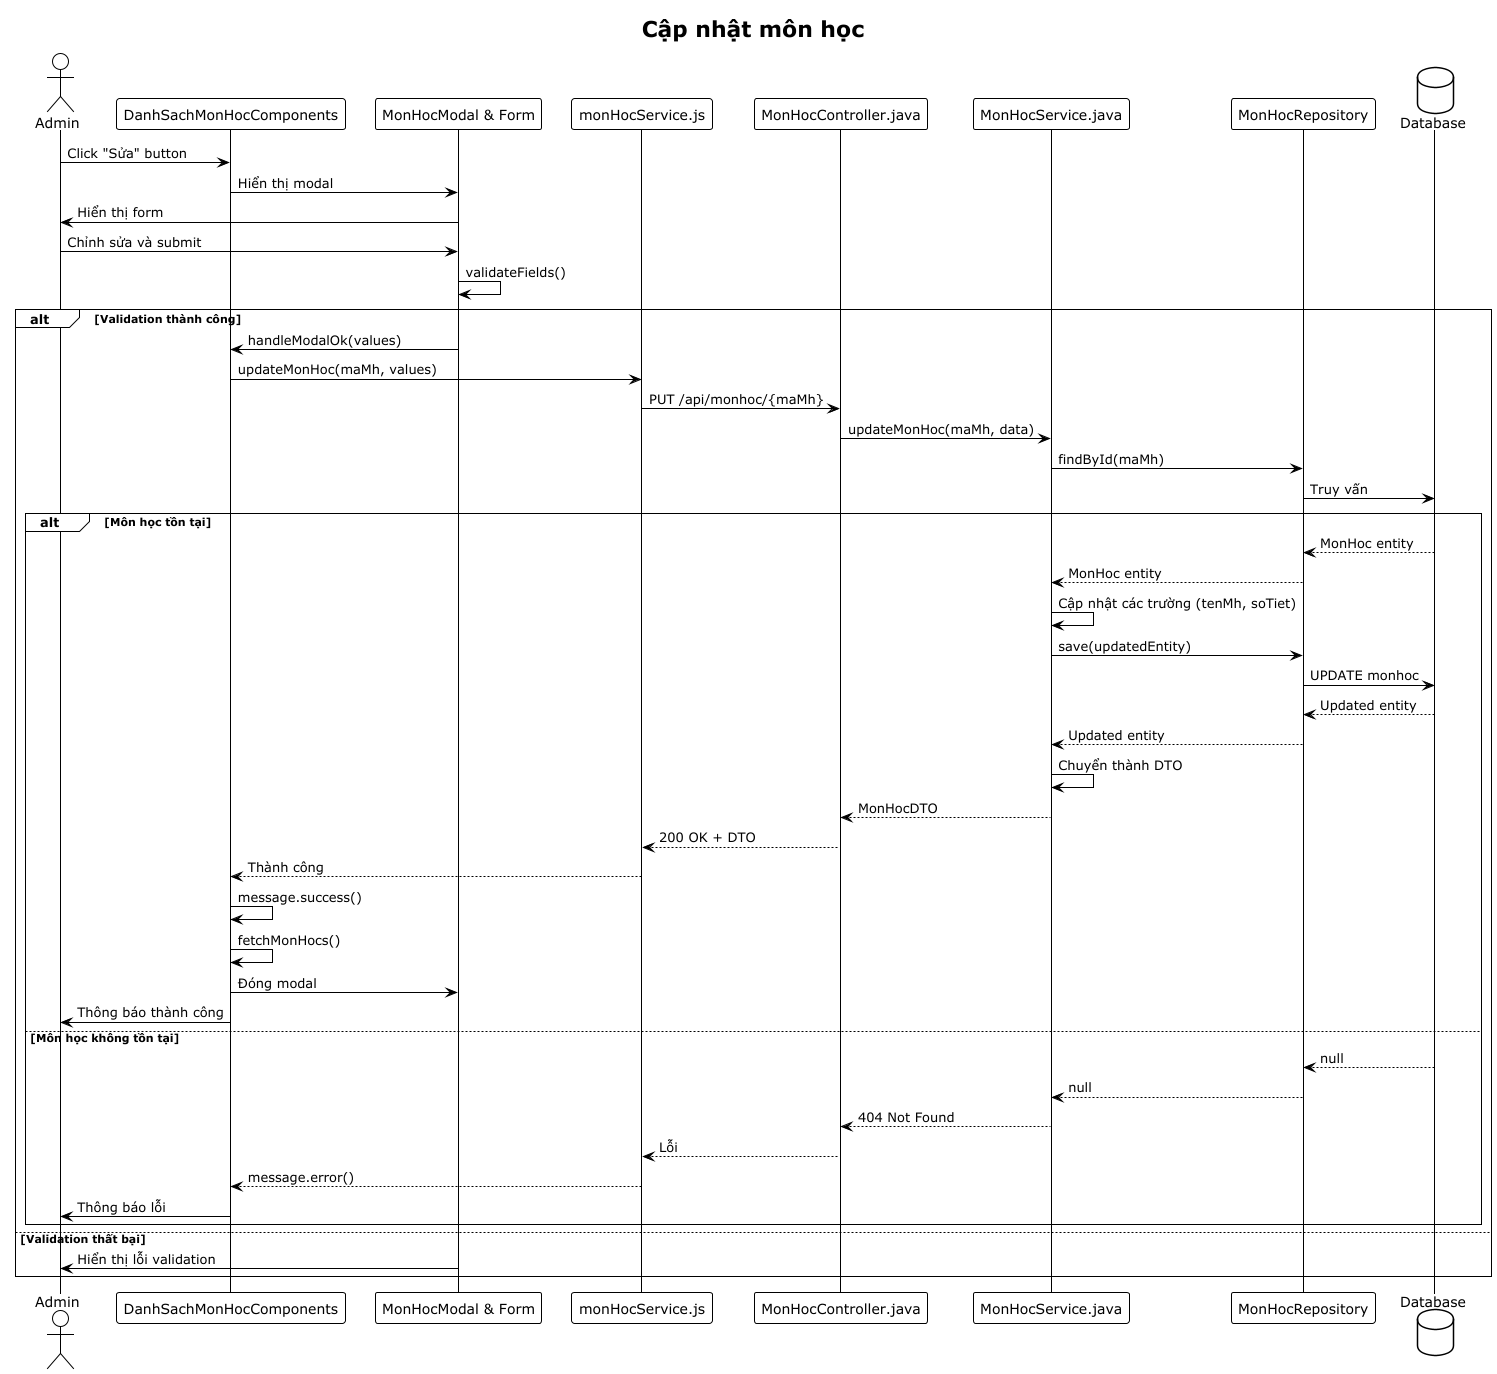 Cập nhật môn học
Admin
DanhSachMonHocComponents
MonHocModal & Form
monHocService.js
MonHocController.java
MonHocService.java
MonHocRepository
Database
Click "Sửa" button
Hiển thị modal
Hiển thị form
Chỉnh sửa và submit
validateFields()
alt [Validation thành công]
handleModalOk(values)
updateMonHoc(maMh, values)
PUT /api/monhoc/{maMh}
updateMonHoc(maMh, data)
findById(maMh)
Truy vấn
alt [Môn học tồn tại]
MonHoc entity
MonHoc entity
Cập nhật các trường (tenMh, soTiet)
save(updatedEntity)
UPDATE monhoc
Updated entity
Updated entity
Chuyển thành DTO
MonHocDTO
200 OK + DTO
Thành công
message.success()
fetchMonHocs()
Đóng modal
Thông báo thành công
[Môn học không tồn tại]
null
null
404 Not Found
Lỗi
message.error()
Thông báo lỗi
[Validation thất bại]
Hiển thị lỗi validation
Admin
DanhSachMonHocComponents
MonHocModal & Form
monHocService.js
MonHocController.java
MonHocService.java
MonHocRepository
Database